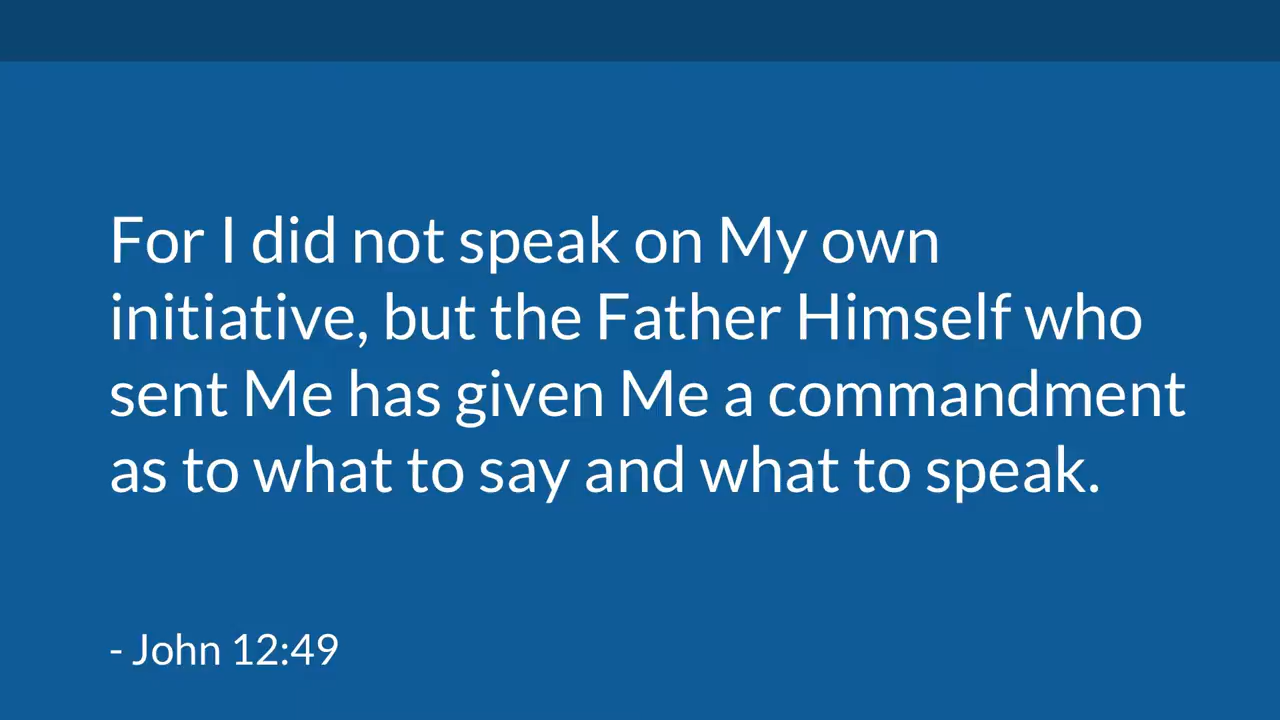 For I did not speak on My own
initiative, but the Father Himself who
sent Me has given Me a commandment
as to what to say and what to speak.
- John 12:49